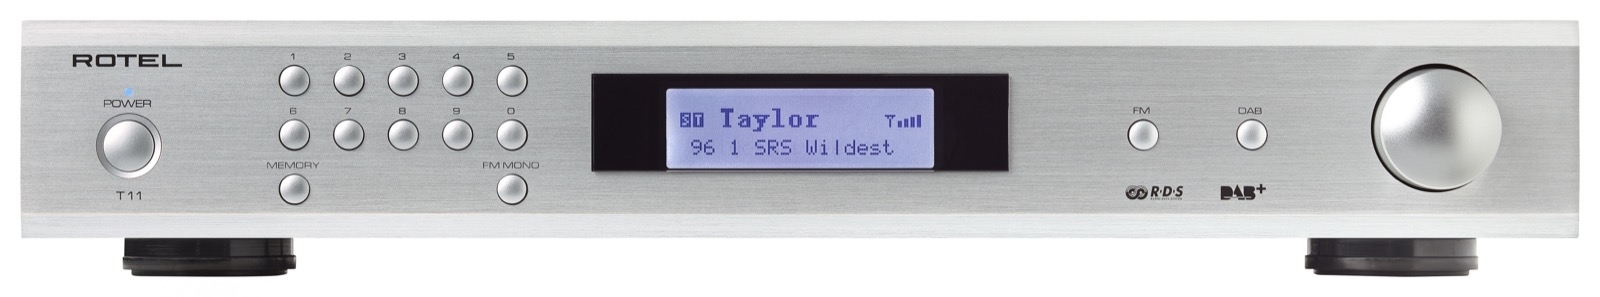 ROTEL
POWER
T11
1 2 3 4 5
6 7 8 9 0
MEMORY FM MONO
ST Taylor
96 1 SRS Wildest
FM DAB
R·D·S DAB+